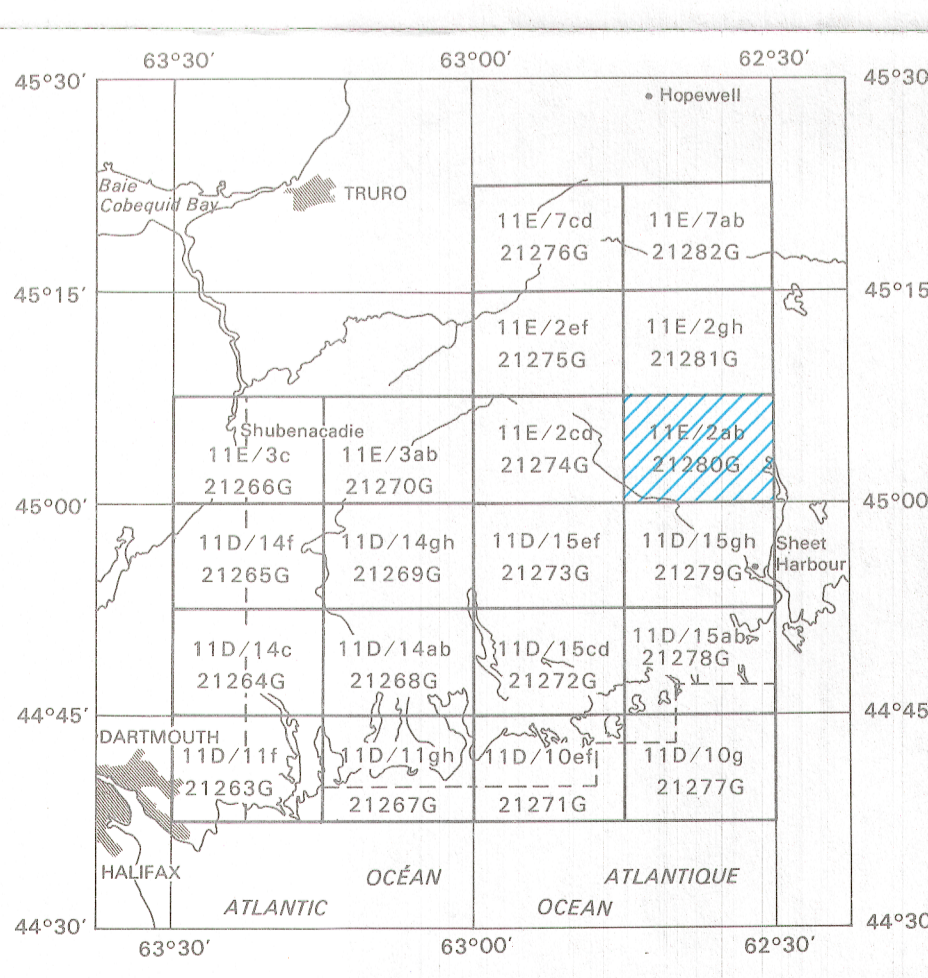 63°30' 63°00' 62°30'
45°30' 45°30
Hopewell
Baie
Cobequid Bay
TRURO
11E/7cd 11E/7ab
21276G 21282G
45°15' 45°15
11E/2ef 11E/2gh
21275G 21281G
Shubenacadie
11E/2cd 11E/2ab
11E/3c 11E/3ab
21274G 21280G
21266G 21270G
45°00' 45°00
11D/14f 11D/14gh 11D/15ef 11D/15gh
Sheet
Harbour
21265G 21269G 21273G 21279G
11D/15ab
11D/14c 11D/14ab 11D/15cd
21278G
21264G 21268G 21272G
44°45' 44°45
DARTMOUTH
11D/11f 11D/11gh 11D/10ef 11D/10g
21263G 21277G
21267G 21271G
HALIFAX
OCÉAN ATLANTIQUE
ATLANTIC OCEAN
44°30' 44°30
63°30' 63°00' 62°30'